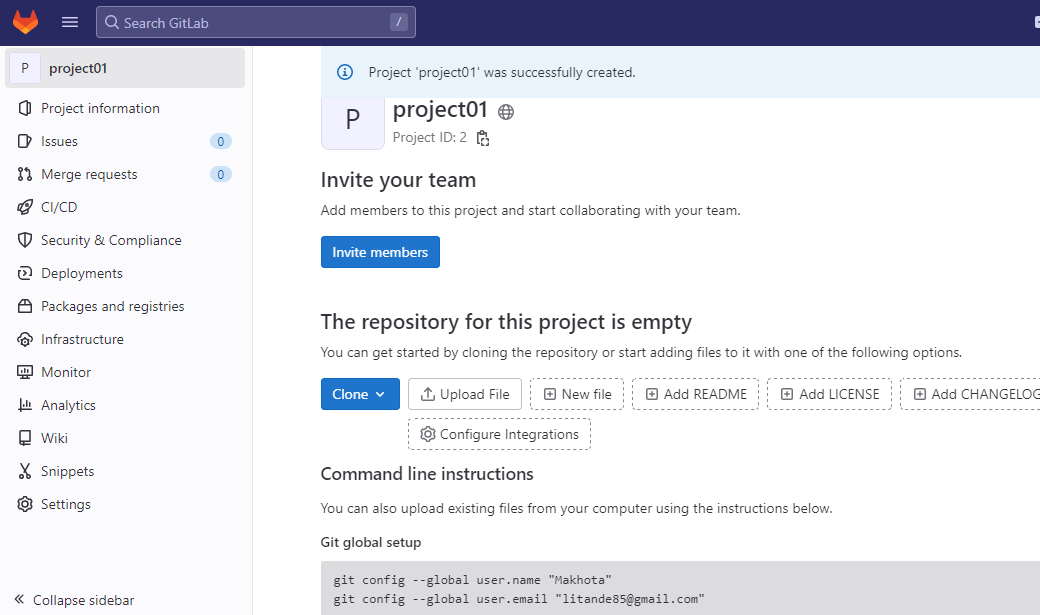 Search GitLab /
P project01
Project information
Issues 0
Merge requests 0
CI/CD
Security & Compliance
Deployments
Packages and registries
Infrastructure
Monitor
Analytics
Wiki
Snippets
Settings
Collapse sidebar
Project 'project01' was successfully created.
P
project01
Project ID: 2
Invite your team
Add members to this project and start collaborating with your team.
Invite members
The repository for this project is empty
You can get started by cloning the repository or start adding files to it with one of the following options.
Clone Upload File New file Add README Add LICENSE Add CHANGELOG
Configure Integrations
Command line instructions
You can also upload existing files from your computer using the instructions below.
Git global setup
git config --global user.name "Makhota"
git config --global user.email "litande85@gmail.com"